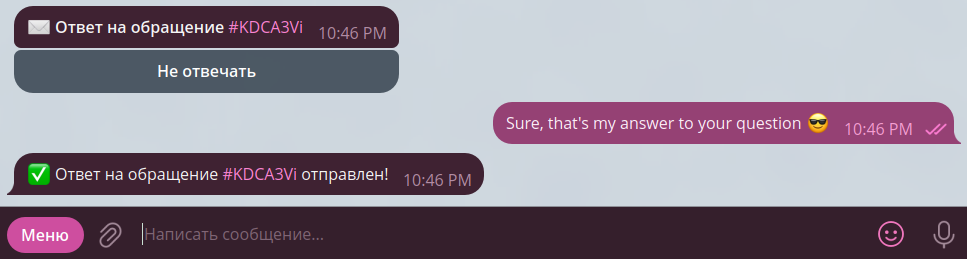 ✉️ Ответ на обращение #KDCA3Vi 10:46 PM
Не отвечать
Sure, that's my answer to your question 😎 10:46 PM
✅ Ответ на обращение #KDCA3Vi отправлен! 10:46 PM
Меню Написать сообщение...